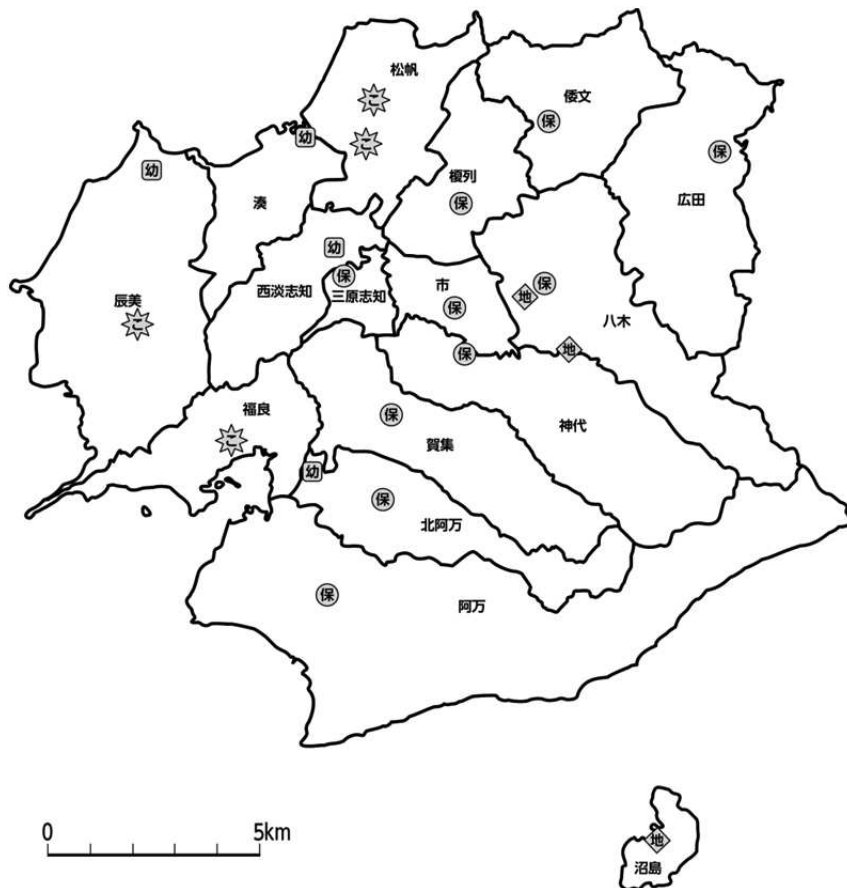 松帆
こ
こ
倭文
保
幼
保
幼
榎列
保
湊
広田
幼
保
西淡志知
三原志知
市
保
地
保
八木
辰美
こ
保
地
福良
こ
保
賀集
神代
幼
保
北阿万
保
阿万
0 5km
地
沼島